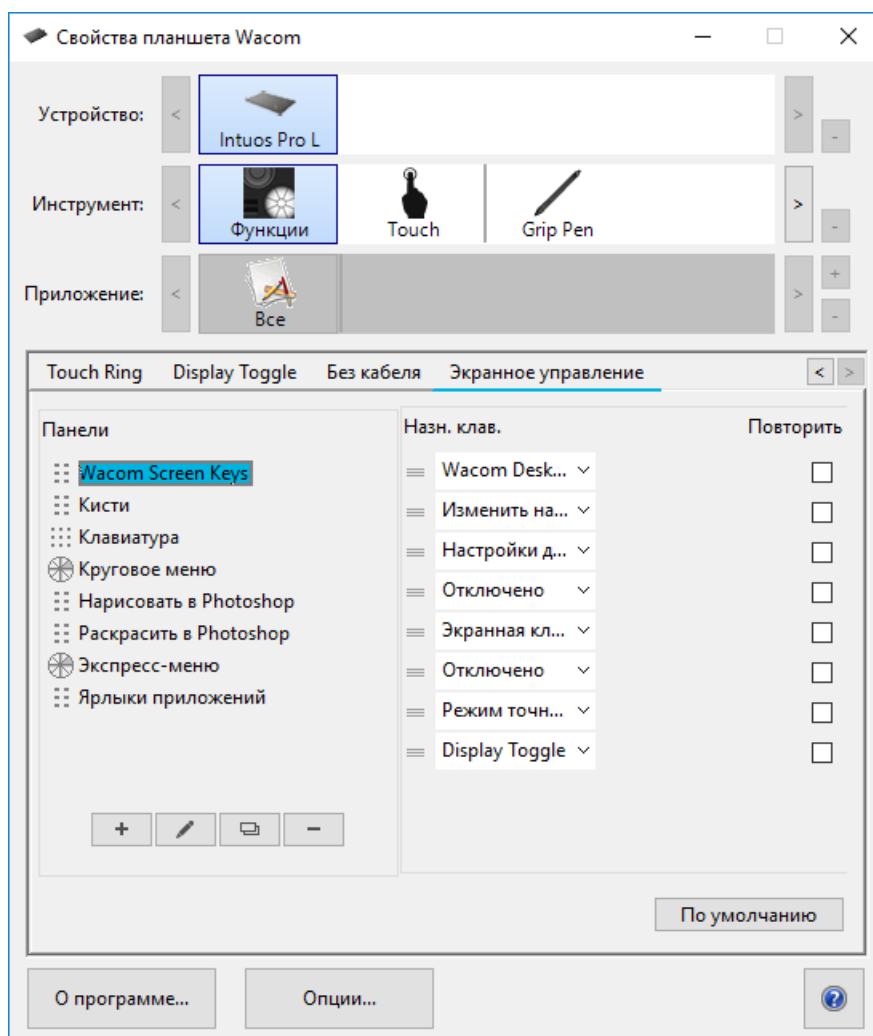 Свойства планшета Wacom
Устройство:
Intuos Pro L
Инструмент:
Функции
Touch
Grip Pen
Приложение:
Все
Touch Ring Display Toggle Без кабеля Экранное управление
Панели
Wacom Screen Keys
Кисти
Клавиатура
Круговое меню
Нарисовать в Photoshop
Раскрасить в Photoshop
Экспресс-меню
Ярлыки приложений
Назн. клав. Повторить
Wacom Desk...
Изменить на...
Настройки д...
Отключено
Экранная кл...
Отключено
Режим точн...
Display Toggle
По умолчанию
О программе... Опции...